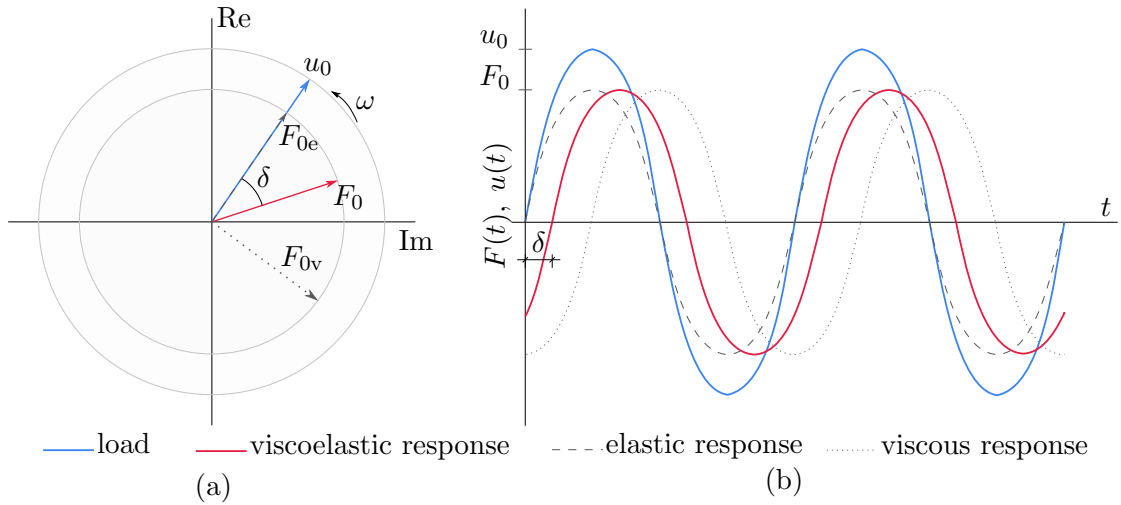 Re
u₀
ω
F₀ₑ
δ
F₀
Im
F₀ᵥ
u₀
F₀
F(t), u(t)
δ
t
load
viscoelastic response
elastic response
viscous response
(a)
(b)